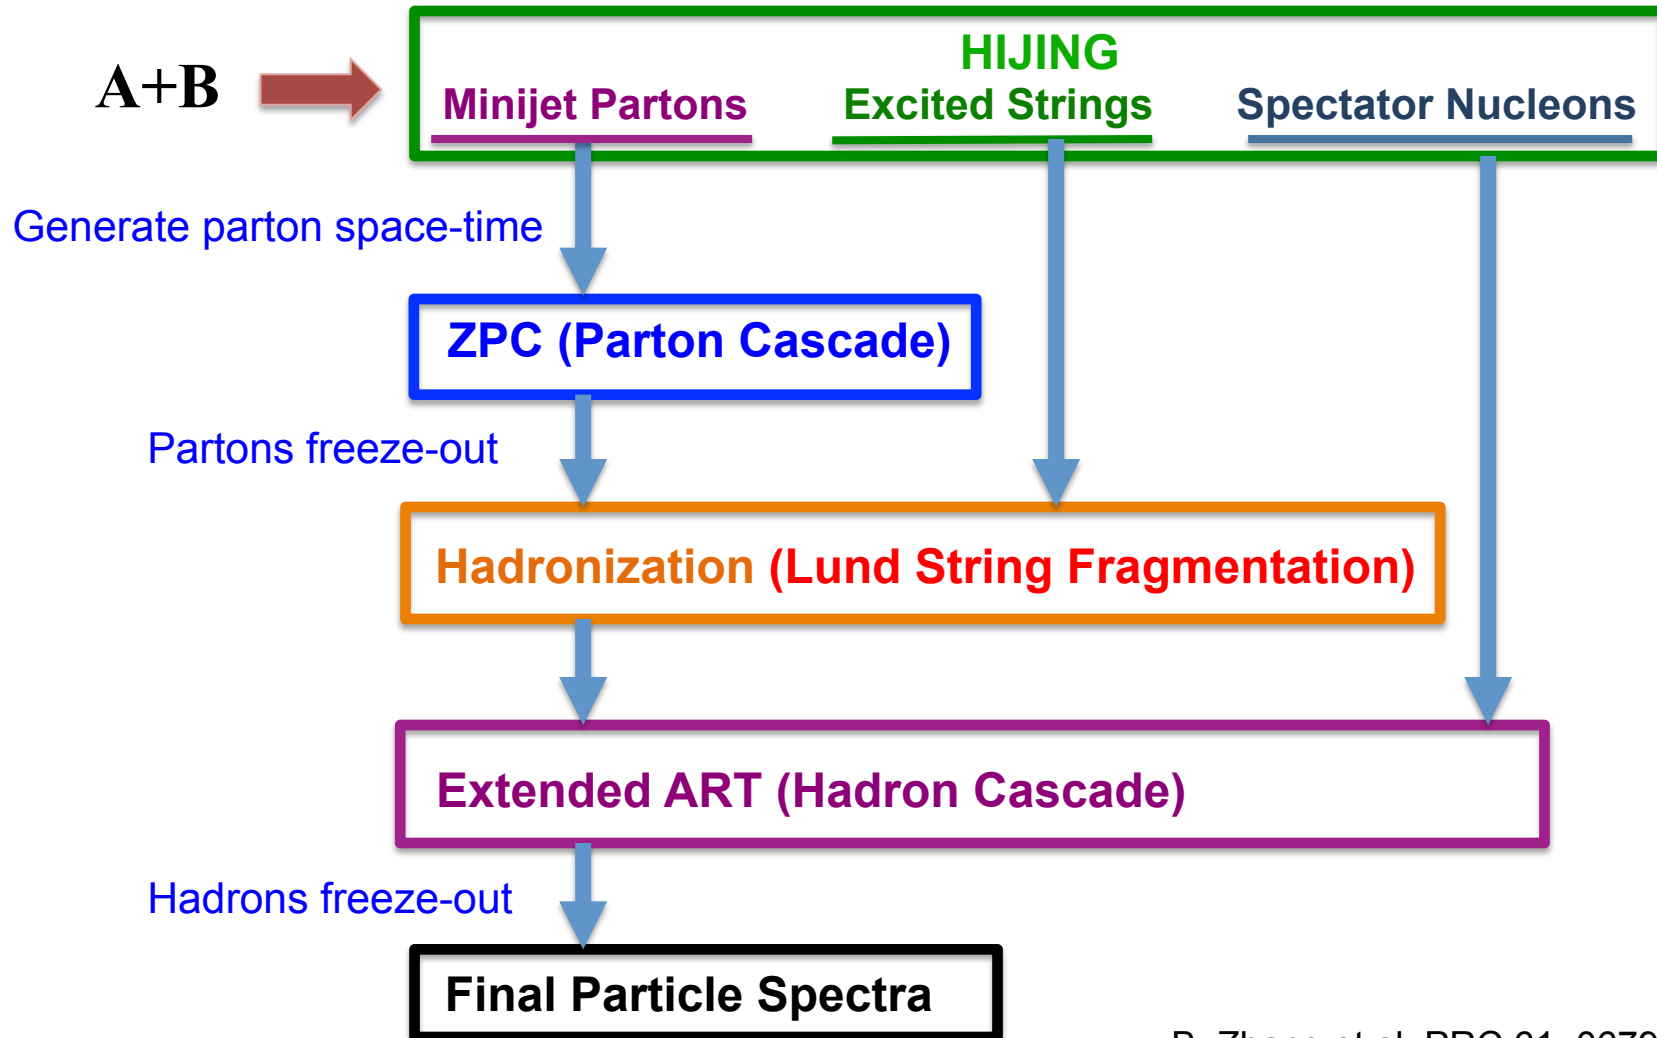 A+B
HIJING
Minijet Partons
Excited Strings
Spectator Nucleons
Generate parton space-time
ZPC (Parton Cascade)
Partons freeze-out
Hadronization (Lund String Fragmentation)
Extended ART (Hadron Cascade)
Hadrons freeze-out
Final Particle Spectra